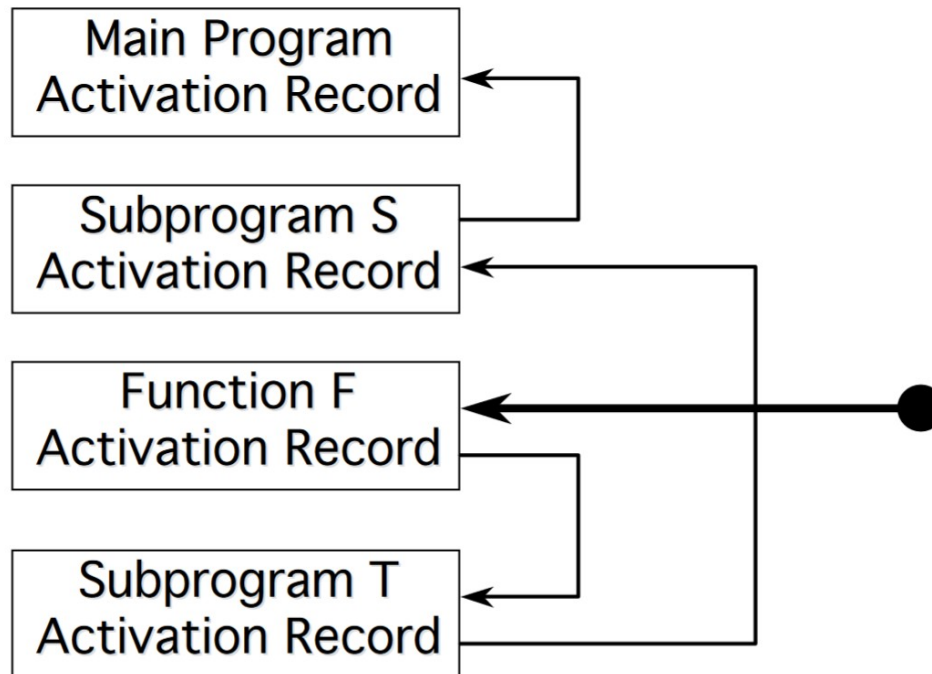 Main Program
Activation Record
Subprogram S
Activation Record
Function F
Activation Record
Subprogram T
Activation Record